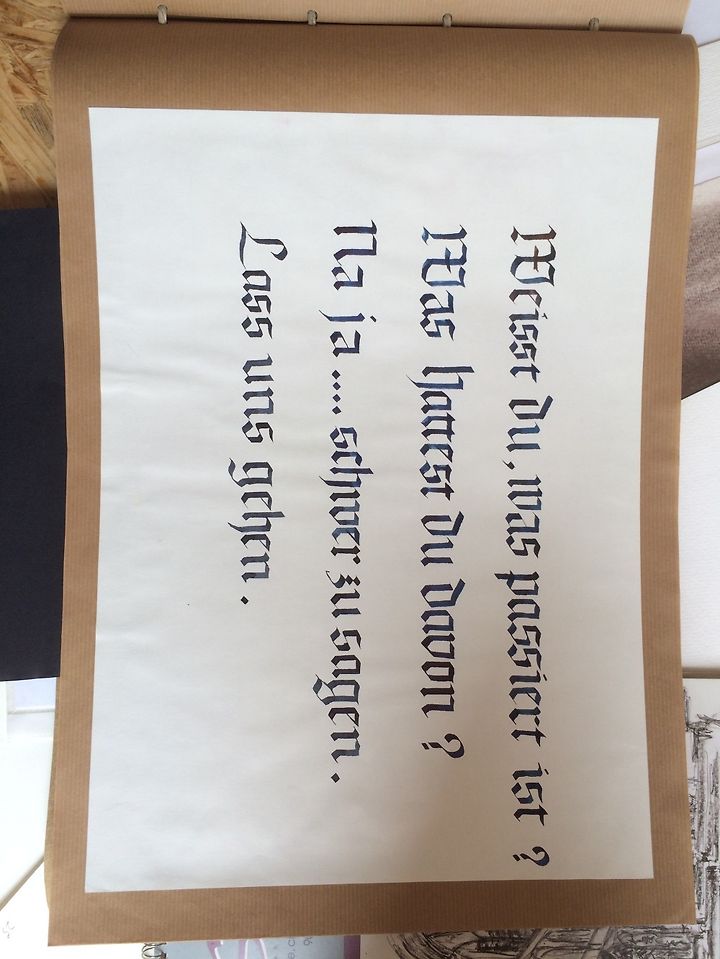 Weisst du, was passiert ist ?
Was hattest du davon ?
Na ja .... schwer zu sagen .
Lass uns gehen .